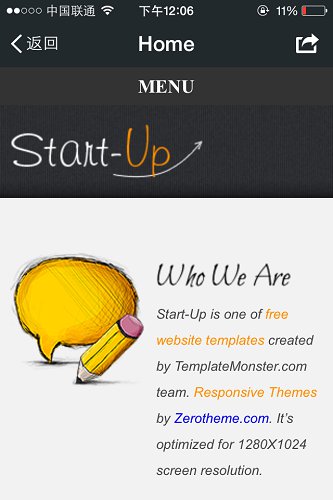 中国联通 下午12:06 11%
返回 Home
MENU
Start-Up
Who We Are
Start-Up is one of free
website templates created
by TemplateMonster.com
team. Responsive Themes
by Zerotheme.com. It's
optimized for 1280X1024
screen resolution.